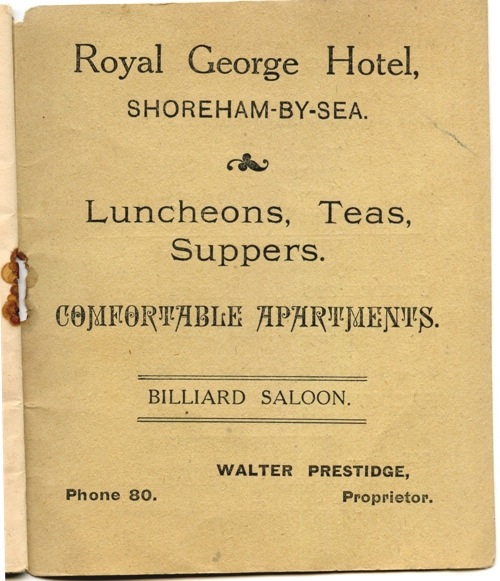 Royal George Hotel,
SHOREHAM-BY-SEA.
Luncheons, Teas,
Suppers.
COMFORTABLE APARTMENTS.
BILLIARD SALOON.
WALTER PRESTIDGE,
Phone 80. Proprietor.